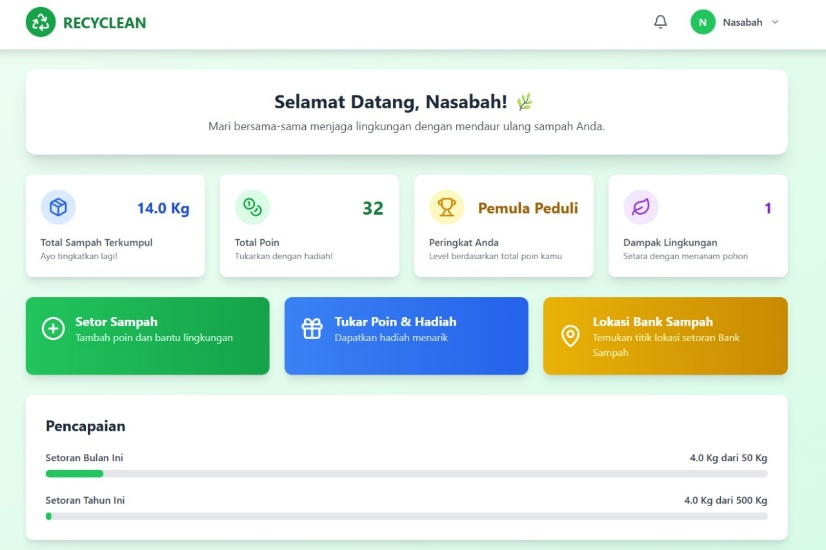 RECYCLEAN
N Nasabah
Selamat Datang, Nasabah!
Mari bersama-sama menjaga lingkungan dengan mendaur ulang sampah Anda.
14.0 Kg
Total Sampah Terkumpul
Ayo tingkatkan lagi!
32
Total Poin
Tukarkan dengan hadiah!
Pemula Peduli
Peringkat Anda
Level berdasarkan total poin kamu
1
Dampak Lingkungan
Setara dengan menanam pohon
Setor Sampah
Tambah poin dan bantu lingkungan
Tukar Poin & Hadiah
Dapatkan hadiah menarik
Lokasi Bank Sampah
Temukan titik lokasi setoran Bank
Sampah
Pencapaian
Setoran Bulan Ini 4.0 Kg dari 50 Kg
Setoran Tahun Ini 4.0 Kg dari 500 Kg